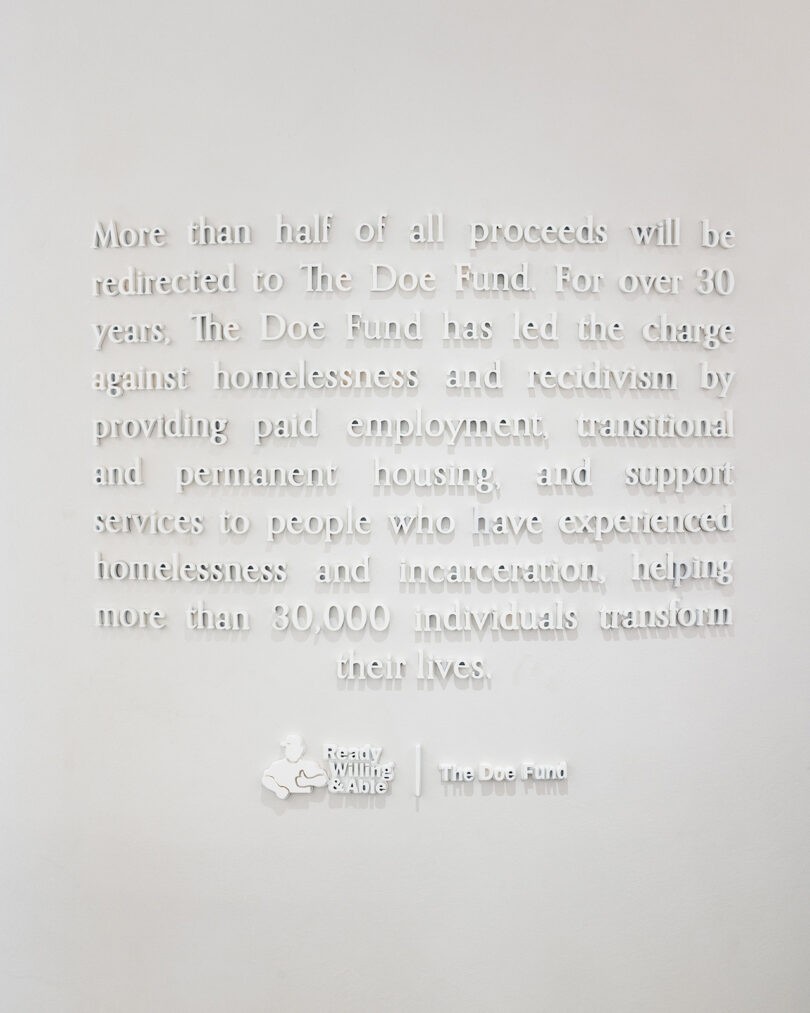 More than half of all proceeds will be
redirected to The Doe Fund. For over 30
years, The Doe Fund has led the charge
against homelessness and recidivism by
providing paid employment, transitional
and permanent housing, and support
services to people who have experienced
homelessness and incarceration, helping
more than 30,000 individuals transform
their lives.
Ready
Willing
& Able
The Doe Fund